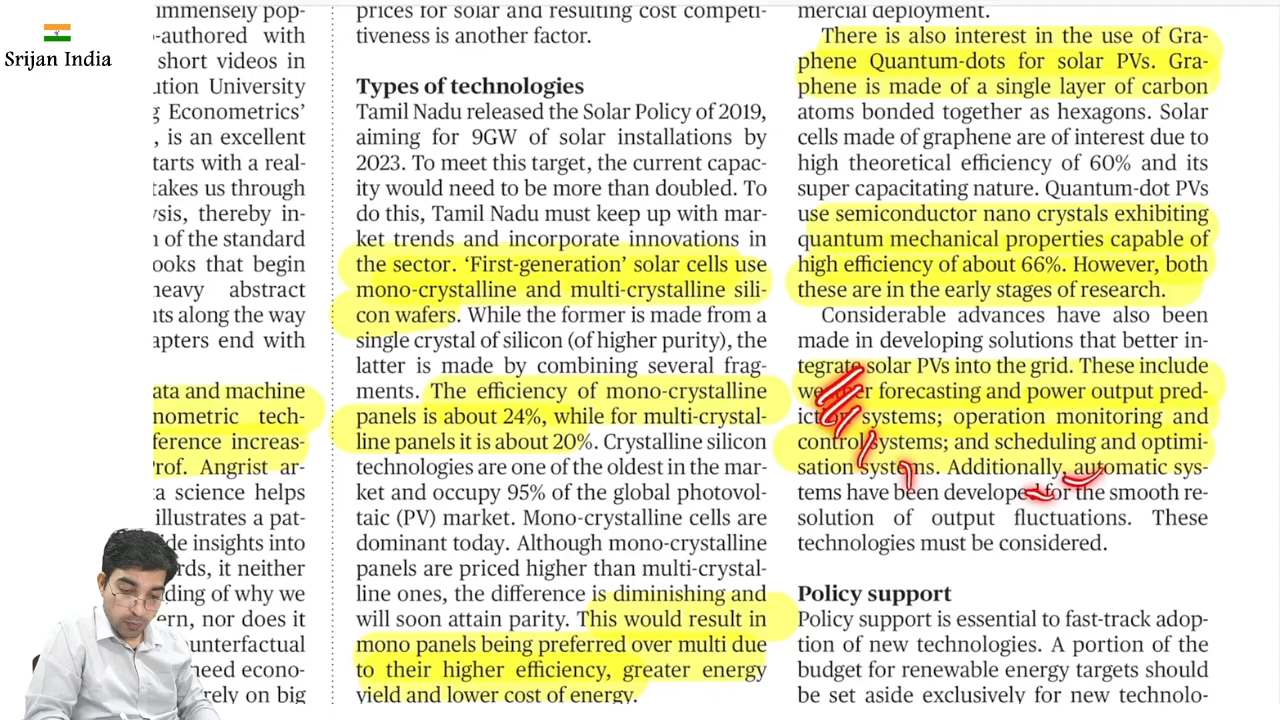 Srijan India
immensely pop-
-authored with
short videos in
ution University
g Econometrics’
, is an excellent
tarts with a real-
takes us through
ysis, thereby in-
n of the standard
ooks that begin
heavy abstract
nts along the way
apters end with
ata and machine
nometric tech-
ference increas-
Prof. Angrist ar-
ta science helps
illustrates a pat-
ide insights into
rds, it neither
ding of why we
ern, nor does it
ounterfactual
need econo-
rely on big
prices for solar and resulting cost competi-
tiveness is another factor.
Types of technologies
Tamil Nadu released the Solar Policy of 2019,
aiming for 9GW of solar installations by
2023. To meet this target, the current capac-
ity would need to be more than doubled. To
do this, Tamil Nadu must keep up with mar-
ket trends and incorporate innovations in
the sector. ‘First-generation’ solar cells use
mono-crystalline and multi-crystalline sili-
con wafers. While the former is made from a
single crystal of silicon (of higher purity), the
latter is made by combining several frag-
ments. The efficiency of mono-crystalline
panels is about 24%, while for multi-crystal-
line panels it is about 20%. Crystalline silicon
technologies are one of the oldest in the mar-
ket and occupy 95% of the global photovol-
taic (PV) market. Mono-crystalline cells are
dominant today. Although mono-crystalline
panels are priced higher than multi-crystal-
line ones, the difference is diminishing and
will soon attain parity. This would result in
mono panels being preferred over multi due
to their higher efficiency, greater energy
yield and lower cost of energy.
mercial deployment.
There is also interest in the use of Gra-
phene Quantum-dots for solar PVs. Gra-
phene is made of a single layer of carbon
atoms bonded together as hexagons. Solar
cells made of graphene are of interest due to
high theoretical efficiency of 60% and its
super capacitating nature. Quantum-dot PVs
use semiconductor nano crystals exhibiting
quantum mechanical properties capable of
high efficiency of about 66%. However, both
these are in the early stages of research.
Considerable advances have also been
made in developing solutions that better in-
tegrate solar PVs into the grid. These include
weather forecasting and power output pred-
iction systems; operation monitoring and
control systems; and scheduling and optimi-
sation systems. Additionally, automatic sys-
tems have been developed for the smooth re-
solution of output fluctuations. These
technologies must be considered.
Policy support
Policy support is essential to fast-track adop-
tion of new technologies. A portion of the
budget for renewable energy targets should
be set aside exclusively for new technolo-